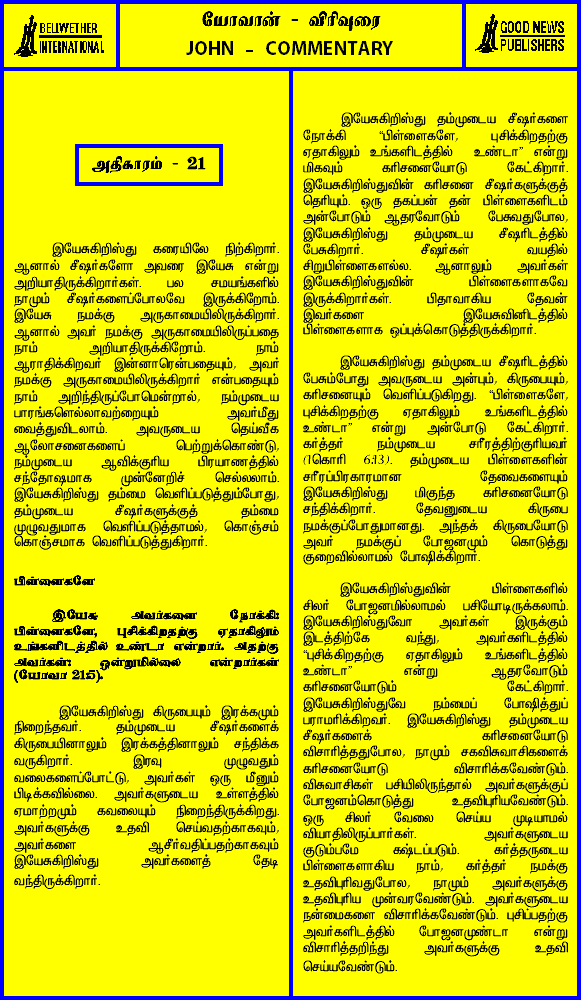 BELWETHER
INTERNATIONAL
யோவான் - விரிவுரை
JOHN - COMMENTARY
GOOD NEWS
PUBLISHERS
அதிகாரம் - 21
இயேசுகிறிஸ்து கரையிலே நிற்கிறார்.
ஆனால் சீஷர்களோ அவரை இயேசு என்று
அறியாதிருக்கிறார்கள். பல சமயங்களில்
நாமும் சீஷர்களைப்போலவே இருக்கிறோம்.
இயேசு நமக்கு அருகாமையிலிருக்கிறார்.
ஆனால் அவர் நமக்கு அருகாமையிலிருப்பதை
நாம் அறியாதிருக்கிறோம். நாம்
ஆராதிக்கிறவர் இன்னாரென்பதையும், அவர்
நமக்கு அருகாமையிலிருக்கிறார் என்பதையும்
நாம் அறிந்திருப்போமென்றால், நம்முடைய
பாரங்களெல்லாவற்றையும் அவர்மீது
வைத்துவிடலாம். அவருடைய தெய்வீக
ஆலோசனைகளைப் பெற்றுக்கொண்டு,
நம்முடைய ஆவிக்குரிய பிரயாணத்தில்
சந்தோஷமாக முன்னேறிச் செல்லலாம்.
இயேசுகிறிஸ்து தம்மை வெளிப்படுத்தும்போது,
தம்முடைய சீஷர்களுக்குத் தம்மை
முழுவதுமாக வெளிப்படுத்தாமல், கொஞ்சம்
கொஞ்சமாக வெளிப்படுத்துகிறார்.
பிள்ளைகளே
இயேசு அவர்களை நோக்கி:
பிள்ளைகளே, புசிக்கிறதற்கு ஏதாகிலும்
உங்களிடத்தில் உண்டா என்றார். அதற்கு
அவர்கள்: ஒன்றுமில்லை என்றார்கள்
(யோவா 21:5).
இயேசுகிறிஸ்து கிருபையும் இரக்கமும்
நிறைந்தவர். தம்முடைய சீஷர்களைக்
கிருபையினாலும் இரக்கத்தினாலும் சந்திக்க
வருகிறார். இரவு முழுவதும்
வலைகளைப்போட்டு, அவர்கள் ஒரு மீனும்
பிடிக்கவில்லை. அவர்களுடைய உள்ளத்தில்
ஏமாற்றமும் கவலையும் நிறைந்திருக்கிறது.
அவர்களுக்கு உதவி செய்வதற்காகவும்,
அவர்களை ஆசீர்வதிப்பதற்காகவும்
இயேசுகிறிஸ்து அவர்களைத் தேடி
வந்திருக்கிறார்.
இயேசுகிறிஸ்து தம்முடைய சீஷர்களை
நோக்கி "பிள்ளைகளே, புசிக்கிறதற்கு
ஏதாகிலும் உங்களிடத்தில் உண்டா" என்று
மிகவும் கரிசனையோடு கேட்கிறார்.
இயேசுகிறிஸ்துவின் கரிசனை சீஷர்களுக்குத்
தெரியும். ஒரு தகப்பன் தன் பிள்ளைகளிடம்
அன்போடும் ஆதரவோடும் பேசுவதுபோல,
இயேசுகிறிஸ்து தம்முடைய சீஷரிடத்தில்
பேசுகிறார். சீஷர்கள் வயதில்
சிறுபிள்ளைகளல்ல. ஆனாலும் அவர்கள்
இயேசுகிறிஸ்துவின் பிள்ளைகளாகவே
இருக்கிறார்கள். பிதாவாகிய தேவன்
இவர்களை இயேசுவினிடத்தில்
பிள்ளைகளாக ஒப்புக்கொடுத்திருக்கிறார்.
இயேசுகிறிஸ்து தம்முடைய சீஷரிடத்தில்
பேசும்போது அவருடைய அன்பும், கிருபையும்,
கரிசனையும் வெளிப்படுகிறது. "பிள்ளைகளே,
புசிக்கிறதற்கு ஏதாகிலும் உங்களிடத்தில்
உண்டா" என்று அன்போடு கேட்கிறார்.
கர்த்தர் நம்முடைய சரீரத்திற்குரியவர்
(1கொரி 6:13). தம்முடைய பிள்ளைகளின்
சரீரப்பிரகாரமான தேவைகளையும்
இயேசுகிறிஸ்து மிகுந்த கரிசனையோடு
சந்திக்கிறார். தேவனுடைய கிருபை
நமக்குப்போதுமானது. அந்தக் கிருபையோடு
அவர் நமக்குப் போஜனமும் கொடுத்து
குறைவில்லாமல் போஷிக்கிறார்.
இயேசுகிறிஸ்துவின் பிள்ளைகளில்
சிலர் போஜனமில்லாமல் பசியோடிருக்கலாம்.
இயேசுகிறிஸ்துவோ அவர்கள் இருக்கும்
இடத்திற்கே வந்து, அவர்களிடத்தில்
"புசிக்கிறதற்கு ஏதாகிலும் உங்களிடத்தில்
உண்டா" என்று ஆதரவோடும்
கரிசனையோடும் கேட்கிறார்.
இயேசுகிறிஸ்துவே நம்மைப் போஷித்துப்
பராமரிக்கிறவர். இயேசுகிறிஸ்து தம்முடைய
சீஷர்களைக் கரிசனையோடு
விசாரித்ததுபோல, நாமும் சகவிசுவாசிகளைக்
கரிசனையோடு விசாரிக்கவேண்டும்.
விசுவாசிகள் பசியிலிருந்தால் அவர்களுக்குப்
போஜனம்கொடுத்து உதவிபுரியவேண்டும்.
ஒரு சிலர் வேலை செய்ய முடியாமல்
வியாதியிலிருப்பார்கள். அவர்களுடைய
குடும்பமே கஷ்டப்படும். கர்த்தருடைய
பிள்ளைகளாகிய நாம், கர்த்தர் நமக்கு
உதவிபுரிவதுபோல, நாமும் அவர்களுக்கு
உதவிபுரிய முன்வரவேண்டும். அவர்களுடைய
நன்மைகளை விசாரிக்கவேண்டும். புசிப்பதற்கு
அவர்களிடத்தில் போஜனமுண்டா என்று
விசாரித்தறிந்து அவர்களுக்கு உதவி
செய்யவேண்டும்.